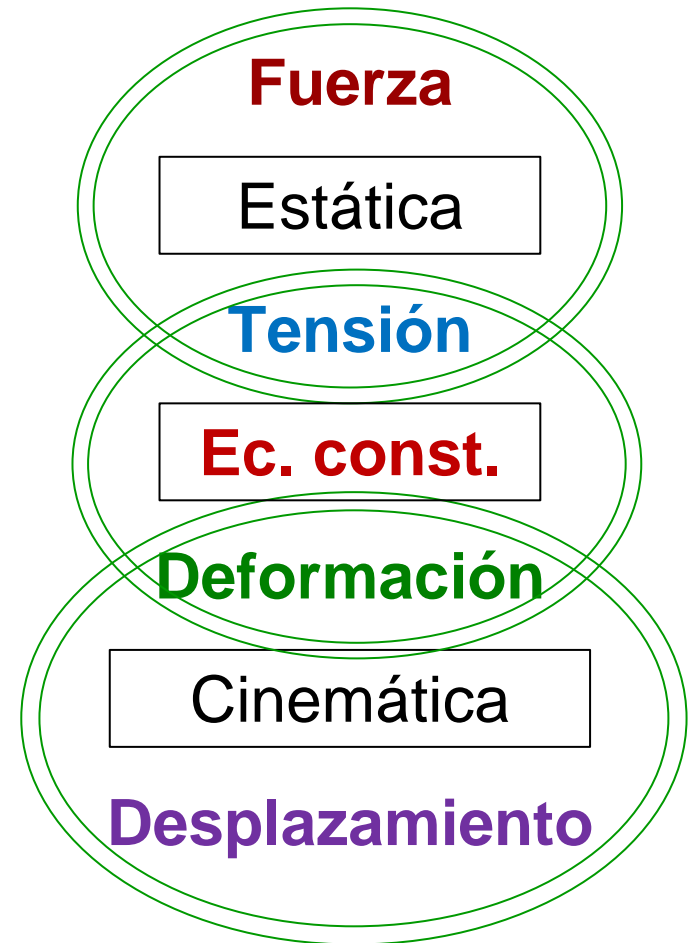 Fuerza
Estática
Tensión
Ec. const.
Deformación
Cinemática
Desplazamiento